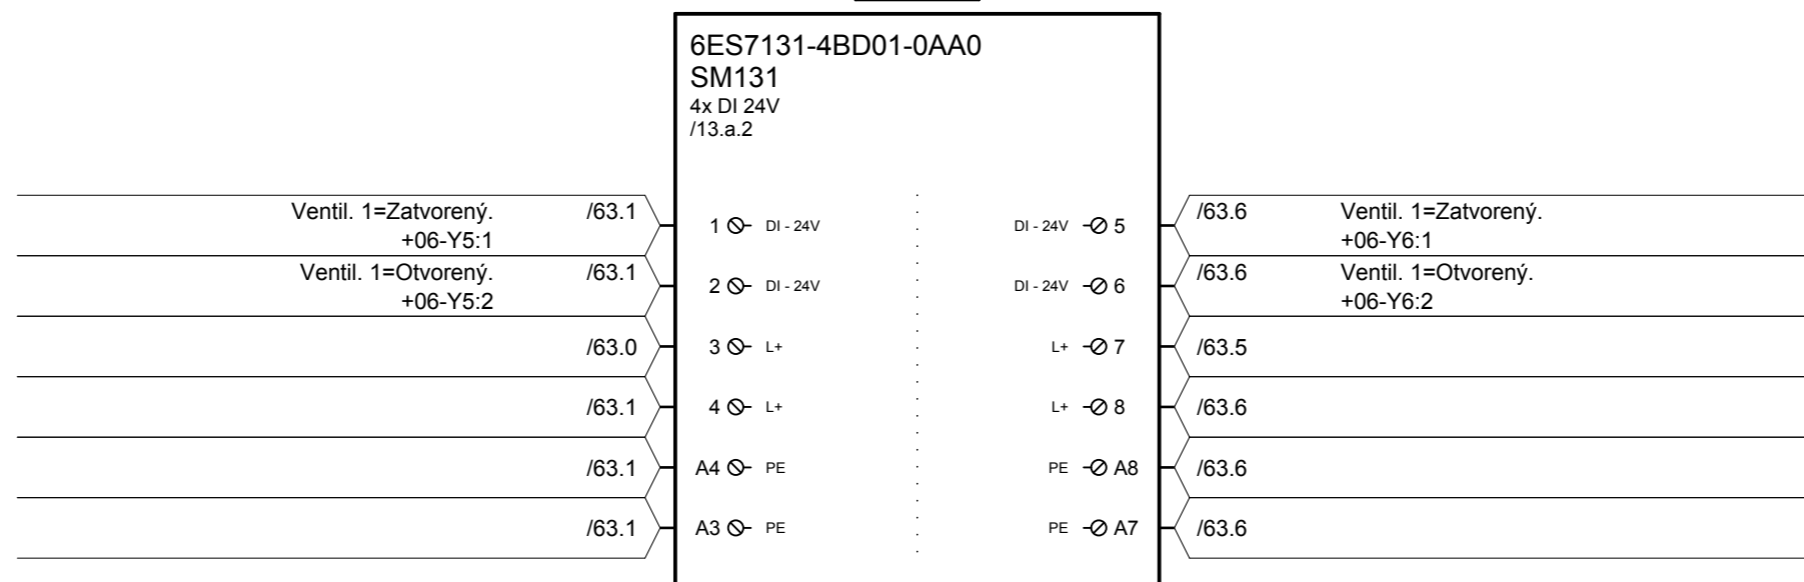 6ES7131-4BD01-0AA0
SM131
4x DI 24V
/13.a.2
Ventil. 1=Zatvorený. /63.1 1 DI - 24V DI - 24V 5 /63.6 Ventil. 1=Zatvorený.
+06-Y5:1 +06-Y6:1
Ventil. 1=Otvorený. /63.1 2 DI - 24V DI - 24V 6 /63.6 Ventil. 1=Otvorený.
+06-Y5:2 +06-Y6:2
/63.0 3 L+ L+ 7 /63.5
/63.1 4 L+ L+ 8 /63.6
/63.1 A4 PE PE A8 /63.6
/63.1 A3 PE PE A7 /63.6